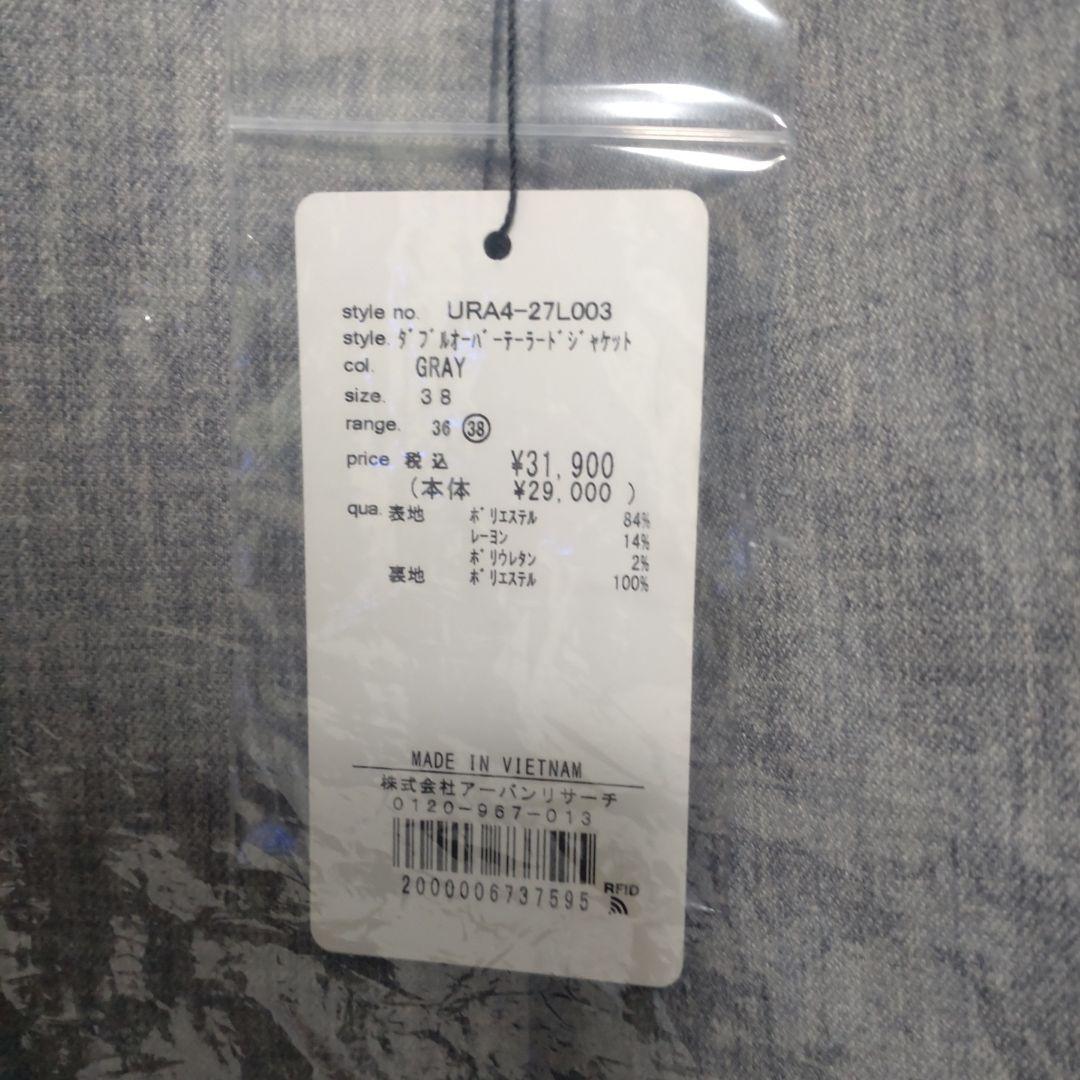 style no. URA4-27L003
style. ﾀﾞﾌﾞﾙｵｰﾊﾞｰﾃｰﾗｰﾄﾞｼﾞｬｹｯﾄ
col. GRAY
size. 38
range. 36 ㊳
price 税込 ¥31,900
(本体 ¥29,000 )
qua. 表地 ﾎﾟﾘｴｽﾃﾙ 84%
ﾚｰﾖﾝ 14%
ﾎﾟﾘｳﾚﾀﾝ 2%
裏地 ﾎﾟﾘｴｽﾃﾙ 100%
MADE IN VIETNAM
株式会社アーバンリサーチ
0120-967-013
2000006737595
RFID